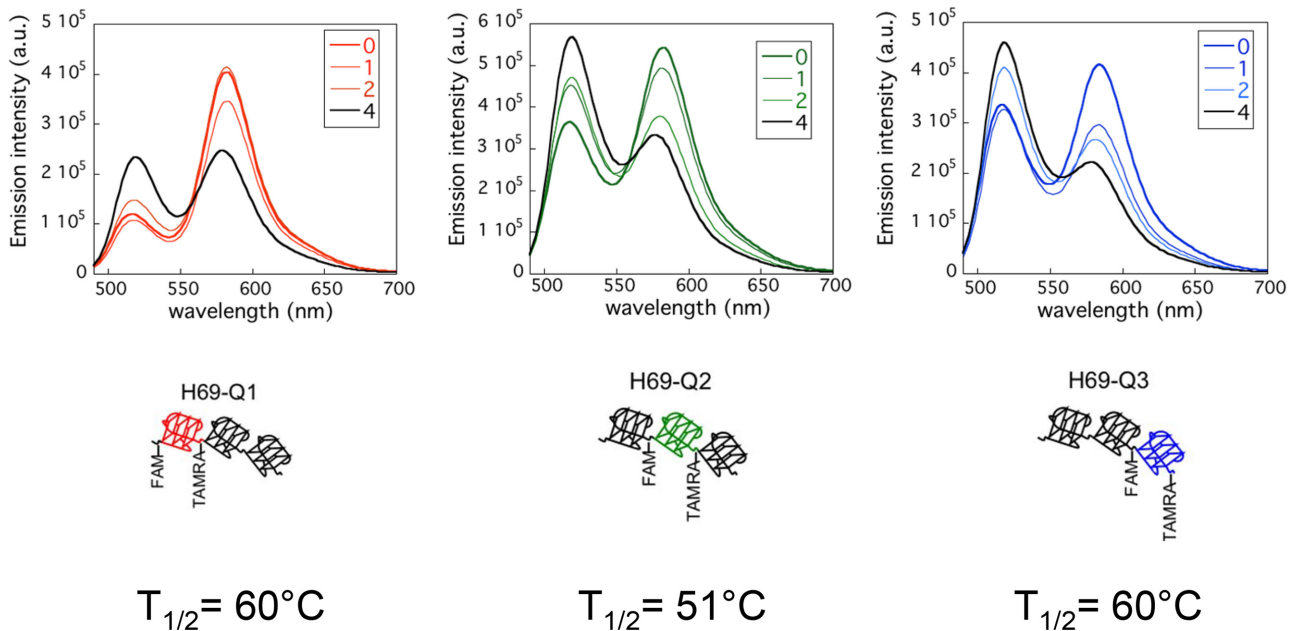 5 10⁵
4 10⁵
3 10⁵
2 10⁵
1 10⁵
0
Emission intensity (a.u.)
0
1
2
4
500 550 600 650 700
wavelength (nm)
6 10⁵
5 10⁵
4 10⁵
3 10⁵
2 10⁵
1 10⁵
0
Emission intensity (a.u.)
0
1
2
4
500 550 600 650 700
wavelength (nm)
5 10⁵
4 10⁵
3 10⁵
2 10⁵
1 10⁵
0
Emission intensity (a.u.)
0
1
2
4
500 550 600 650 700
wavelength (nm)
H69-Q1
FAM
TAMRA
H69-Q2
FAM
TAMRA
H69-Q3
FAM
TAMRA
T1/2= 60°C
T1/2= 51°C
T1/2= 60°C